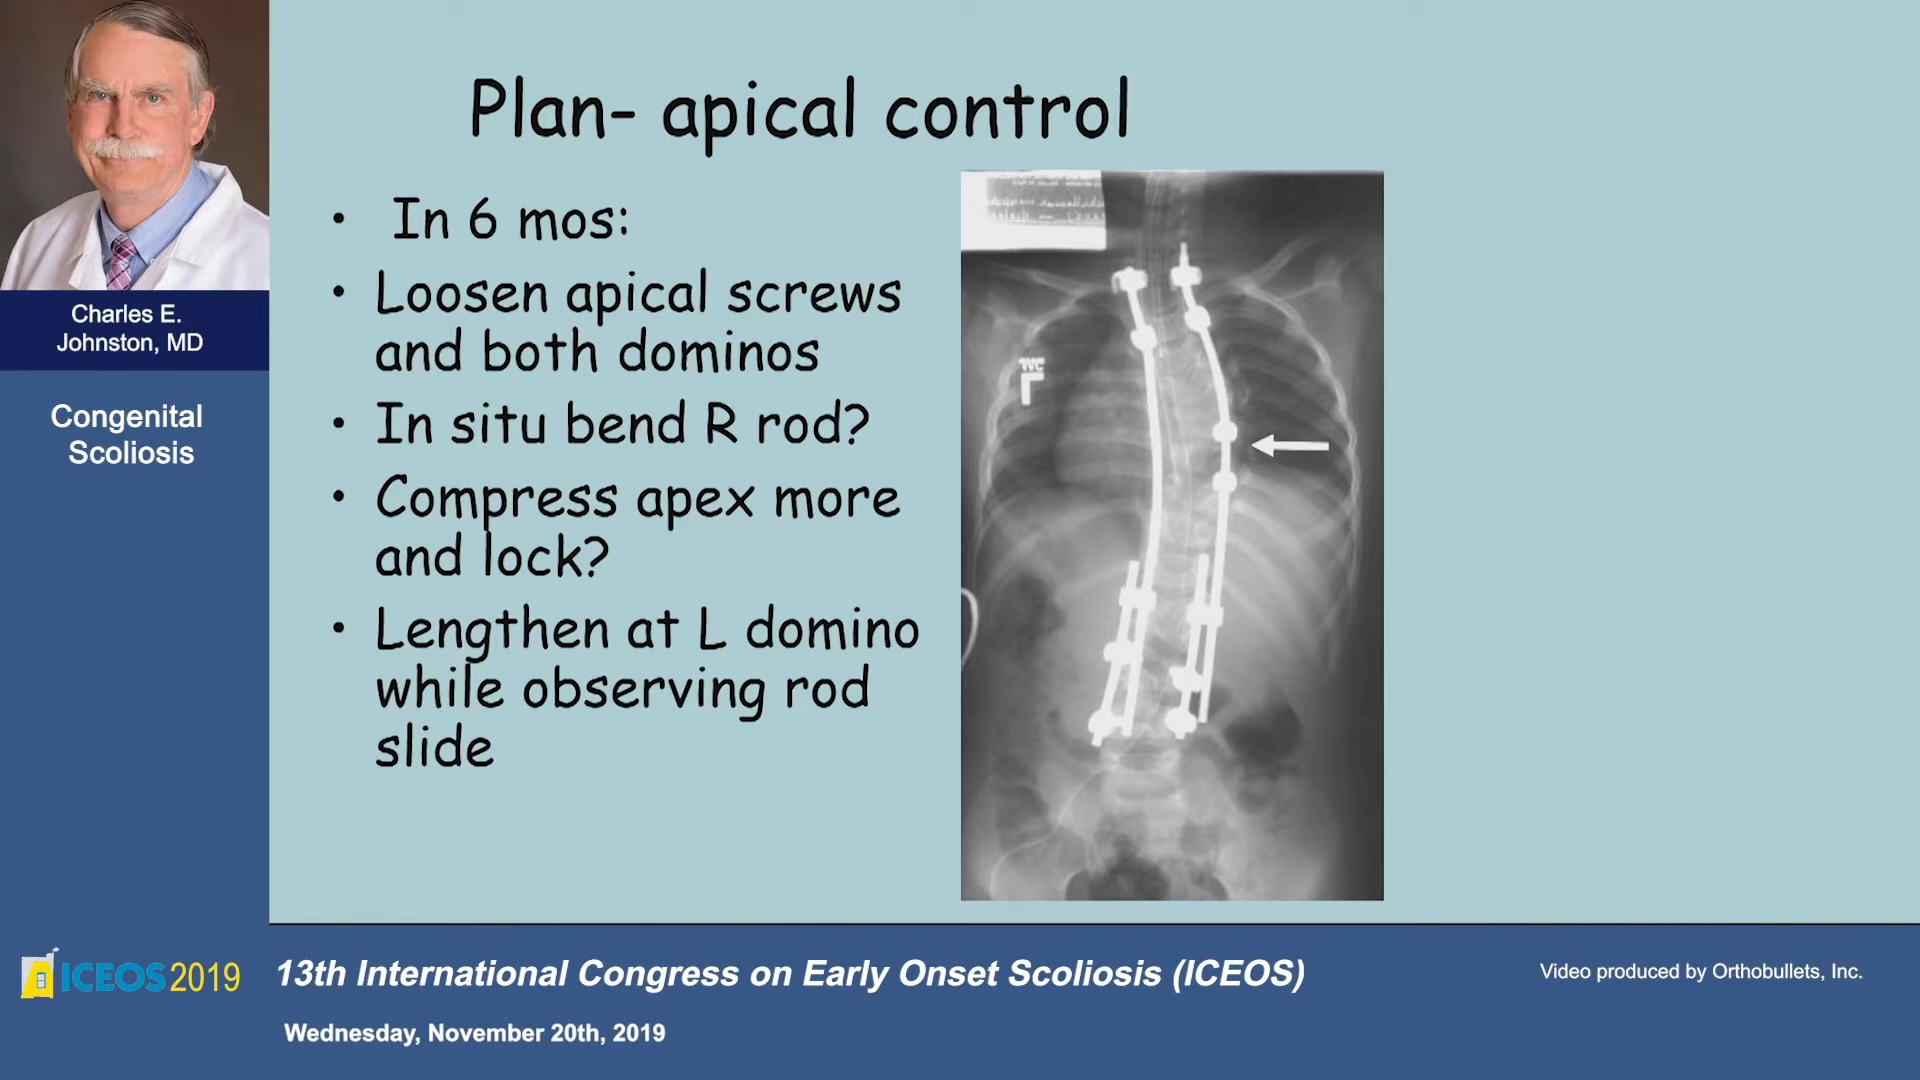 Plan- apical control
• In 6 mos:
• Loosen apical screws
and both dominos
• In situ bend R rod?
• Compress apex more
and lock?
• Lengthen at L domino
while observing rod
slide
Charles E.
Johnston, MD
Congenital
Scoliosis
ICEOS 2019
13th International Congress on Early Onset Scoliosis (ICEOS)
Wednesday, November 20th, 2019
Video produced by Orthobullets, Inc.